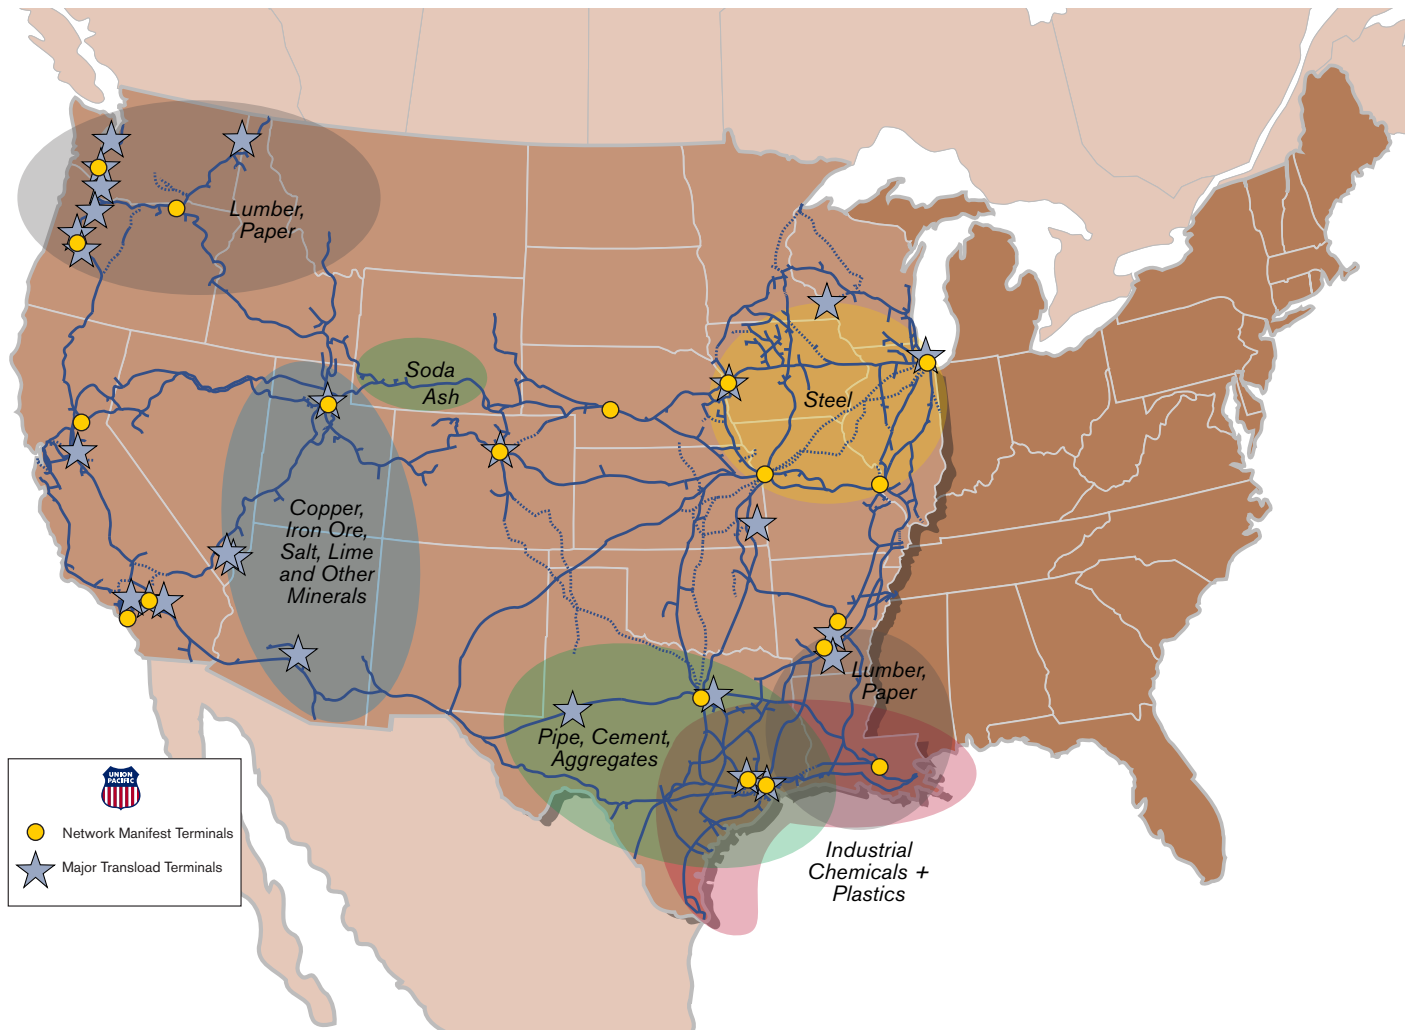 Lumber,
Paper
Soda
Ash
Steel
Copper,
Iron Ore,
Salt, Lime
and Other
Minerals
Lumber,
Paper
Pipe, Cement,
Aggregates
Industrial
Chemicals +
Plastics
UNION
PACIFIC
Network Manifest Terminals
Major Transload Terminals